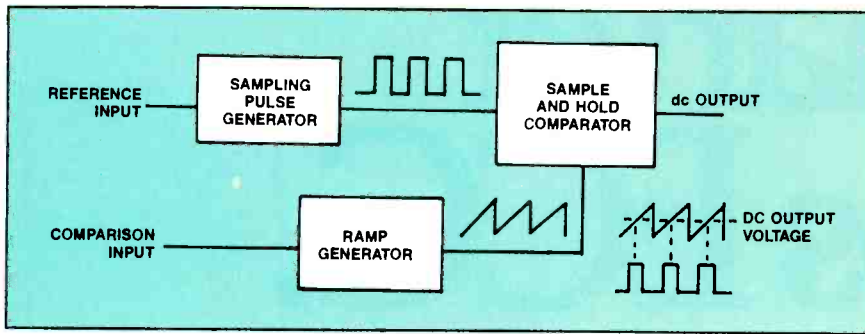 REFERENCE
INPUT
SAMPLING
PULSE
GENERATOR
SAMPLE
AND HOLD
COMPARATOR
dc OUTPUT
COMPARISON
INPUT
RAMP
GENERATOR
DC OUTPUT
VOLTAGE